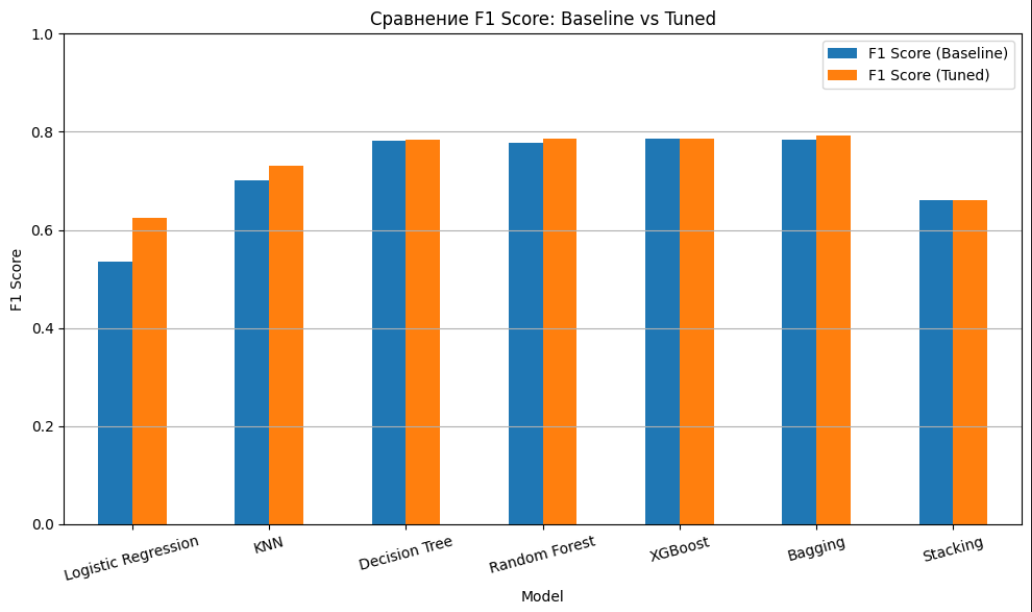 Сравнение F1 Score: Baseline vs Tuned
F1 Score (Baseline)
F1 Score (Tuned)
1.0
0.8
0.6
0.4
0.2
0.0
F1 Score
Logistic Regression
KNN
Decision Tree
Random Forest
XGBoost
Bagging
Stacking
Model